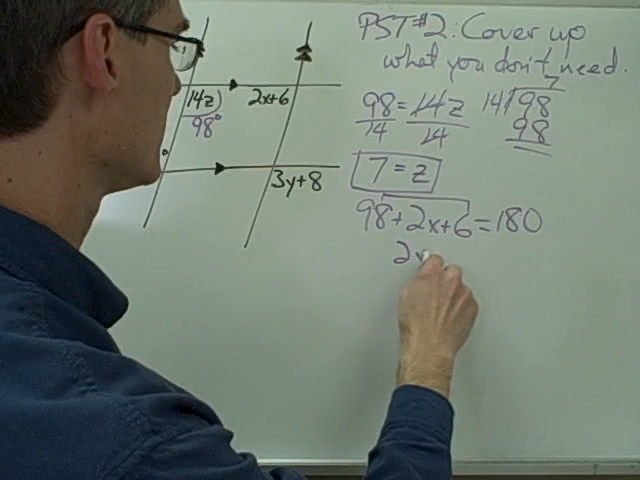 PST#2: Cover up
what you don't need.
14z)
98°
2x+6
3y+8
98 = 14z
14 14
7
14)98
98
7 = z
98+2x+6=180
2x